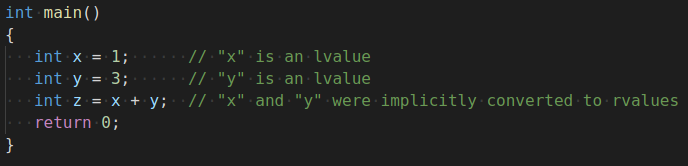 int main()
{
    int x = 1;      // "x" is an lvalue
    int y = 3;      // "y" is an lvalue
    int z = x + y;  // "x" and "y" were implicitly converted to rvalues
    return 0;
}